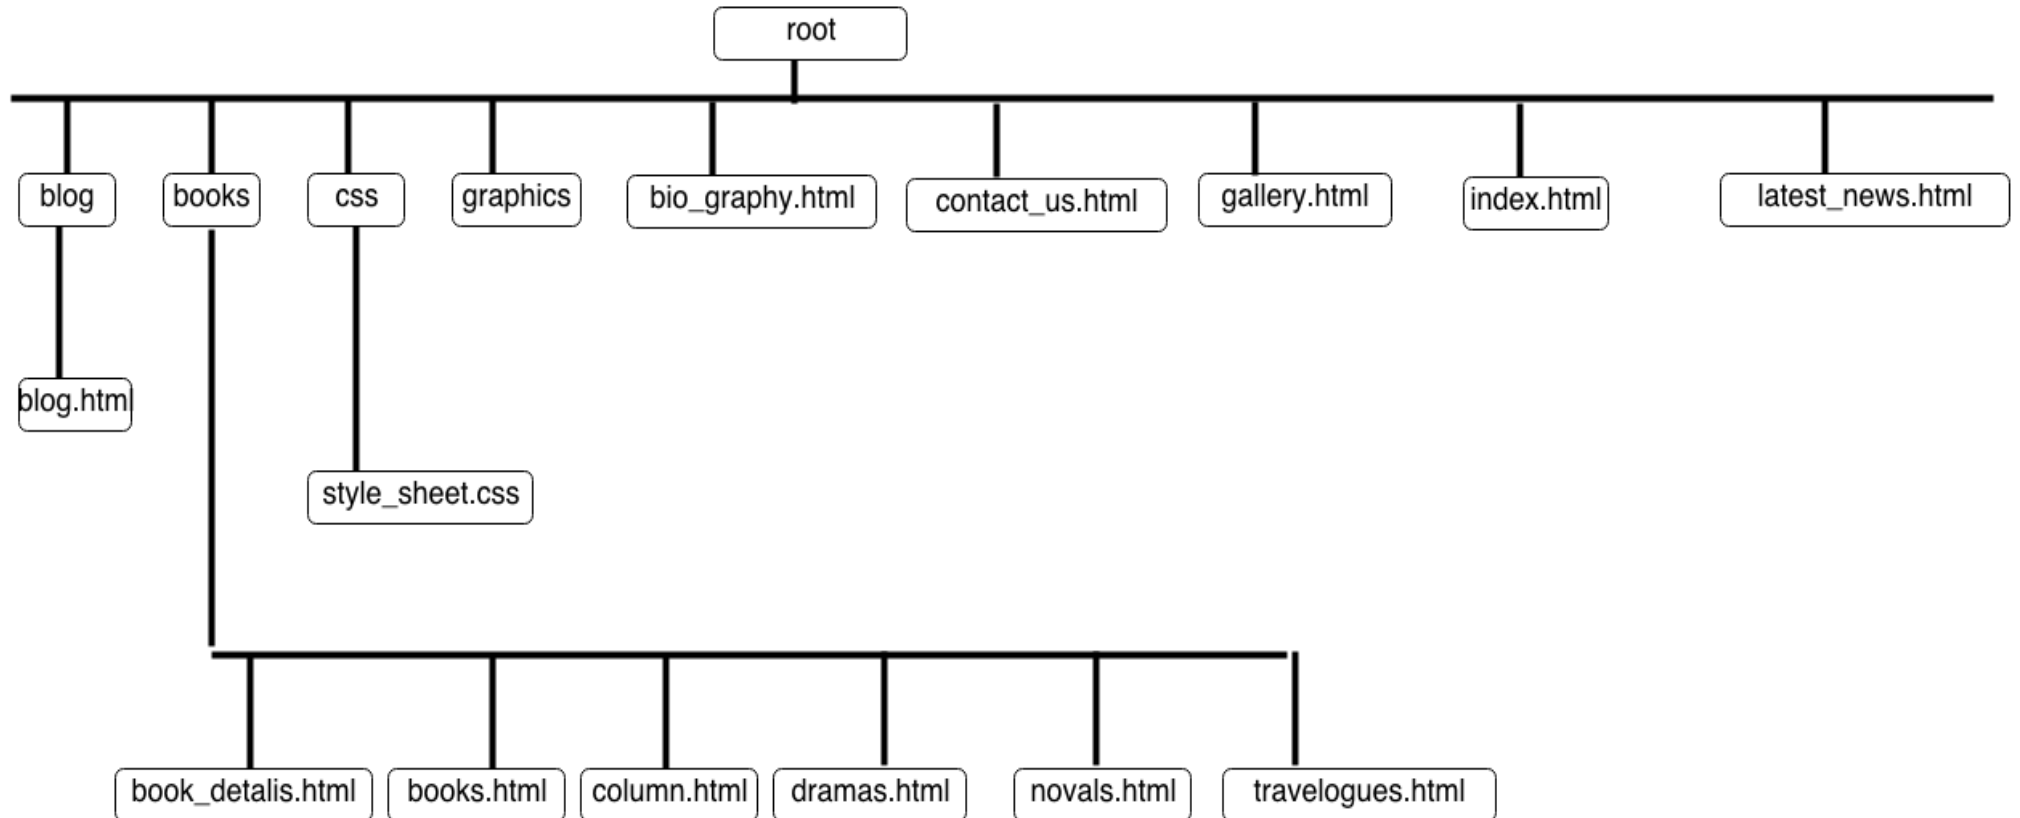 root
blog
books
css
graphics
bio_graphy.html
contact_us.html
gallery.html
index.html
latest_news.html
blog.html
style_sheet.css
book_detalis.html
books.html
column.html
dramas.html
novals.html
travelogues.html